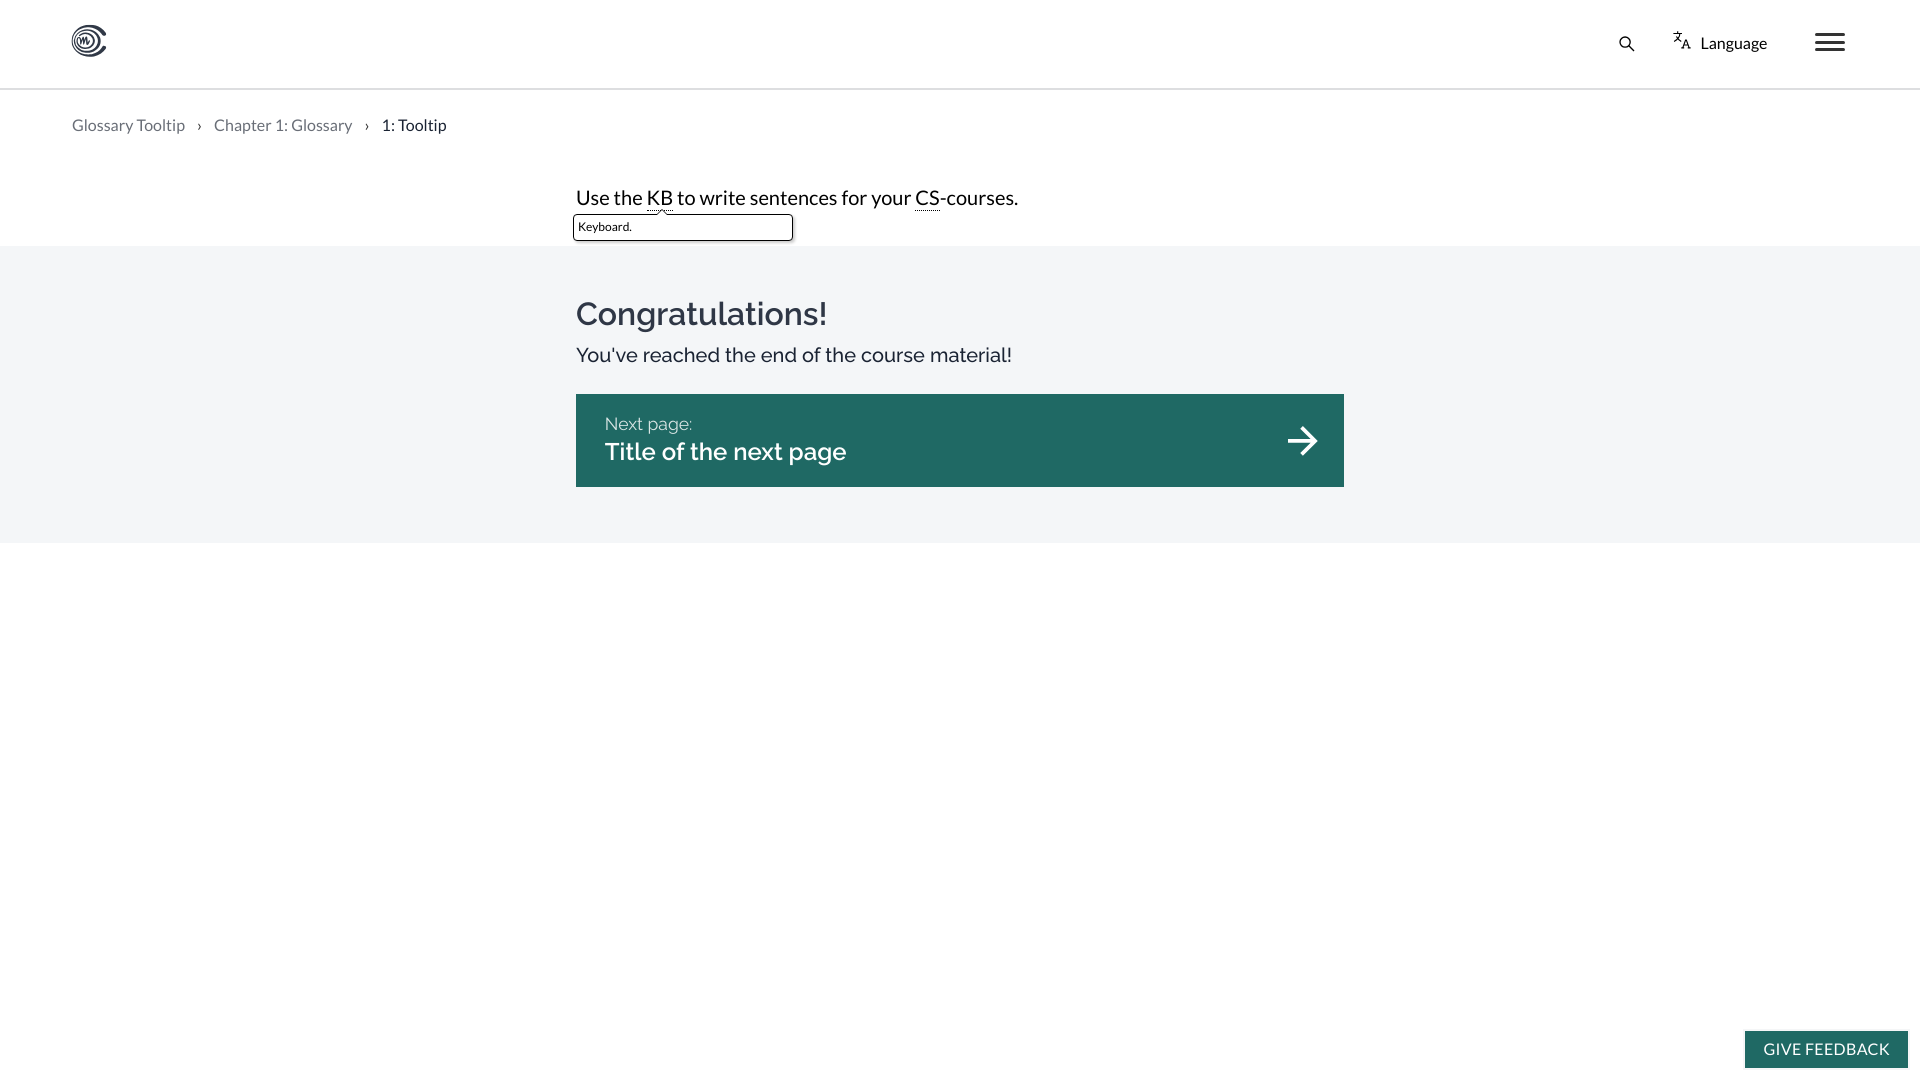 Language
Glossary Tooltip › Chapter 1: Glossary › 1: Tooltip
Use the KB to write sentences for your CS-courses.
Keyboard.
Congratulations!
You've reached the end of the course material!
Next page:
Title of the next page
GIVE FEEDBACK